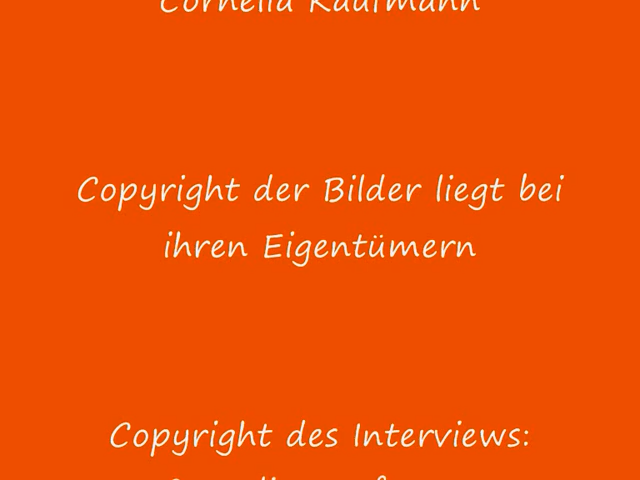 Cornelia Kaufmann
Copyright der Bilder liegt bei
ihren Eigentümern
Copyright des Interviews: